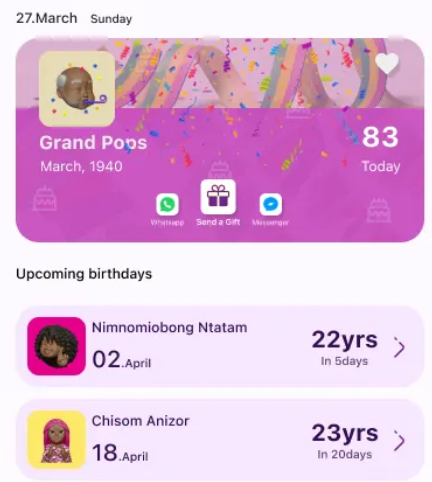 27.March Sunday
Grand Pops
March, 1940
83
Today
Whatsapp
Send a Gift
Messenger
Upcoming birthdays
Nimnomiobong Ntatam
02.April
22yrs
In 5days
Chisom Anizor
18.April
23yrs
In 20days